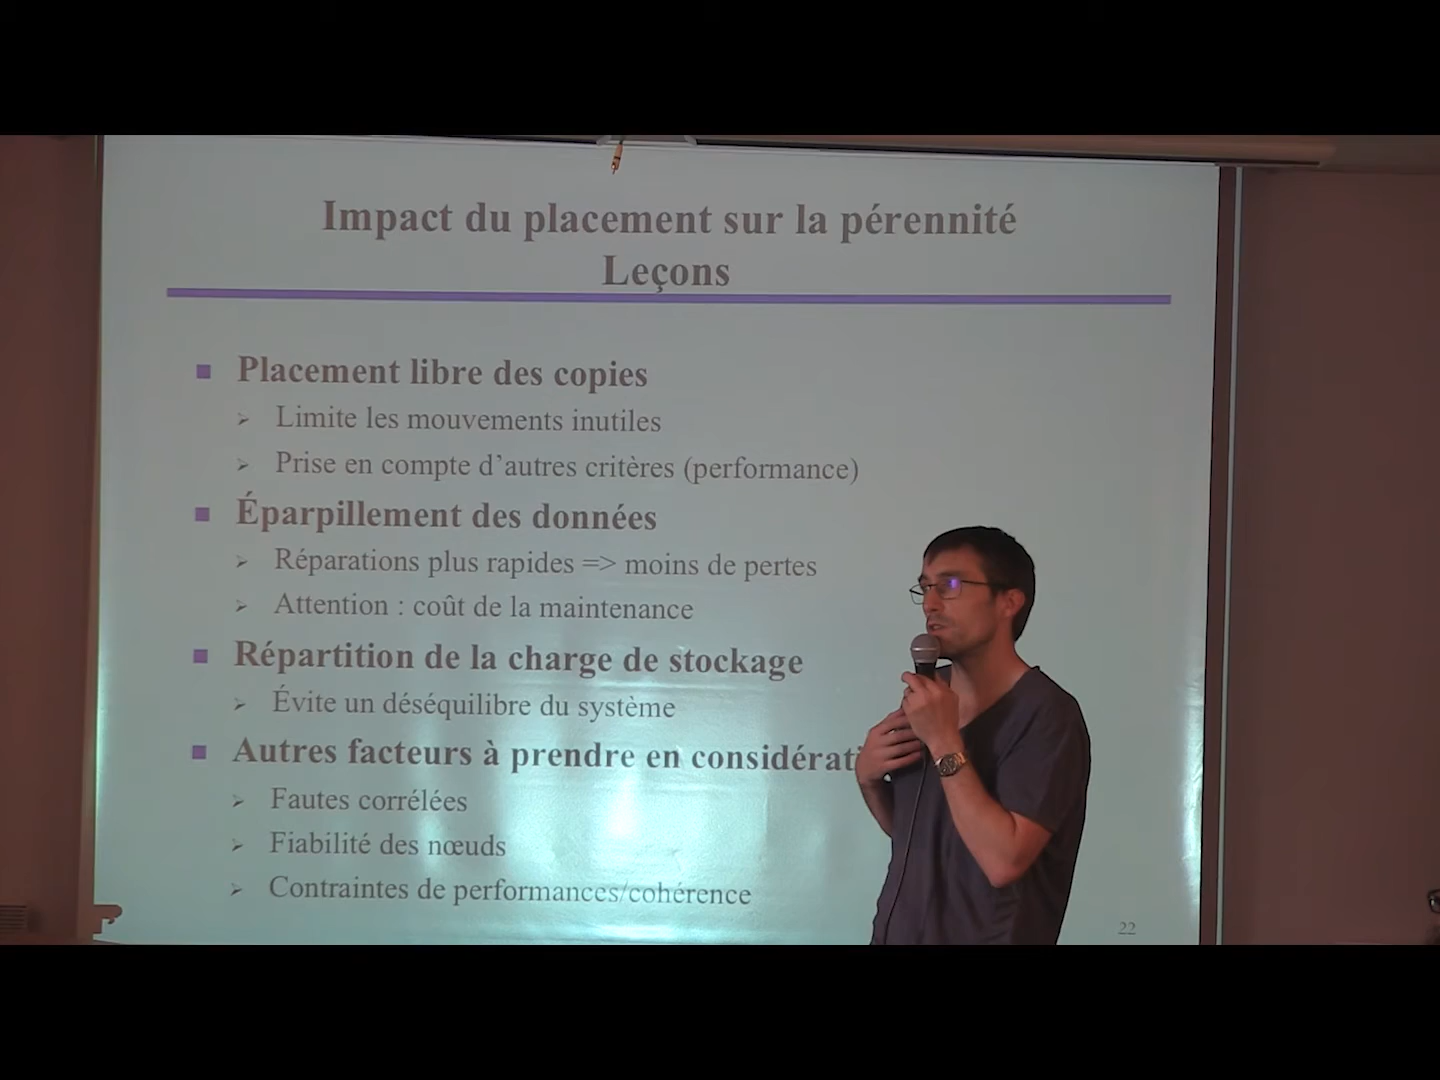 Impact du placement sur la pérennité
Leçons
Placement libre des copies
Limite les mouvements inutiles
Prise en compte d’autres critères (performance)
Éparpillement des données
Réparations plus rapides => moins de pertes
Attention : coût de la maintenance
Répartition de la charge de stockage
Évite un déséquilibre du système
Autres facteurs à prendre en considérati
Fautes corrélées
Fiabilité des nœuds
Contraintes de performances/cohérence
22